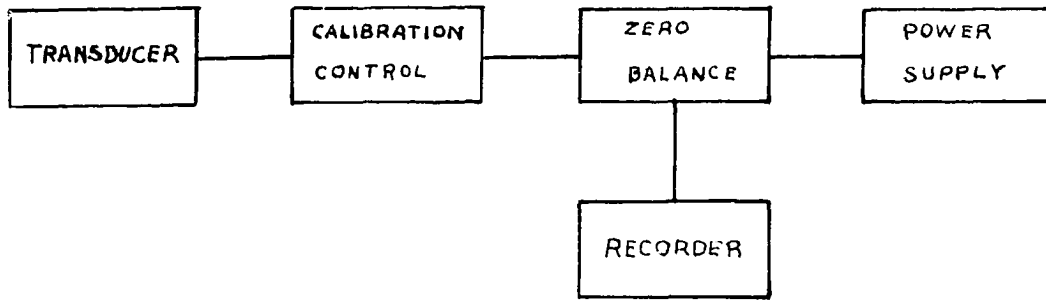 TRANSDUCER
CALIBRATION
CONTROL
ZERO
BALANCE
POWER
SUPPLY
RECORDER